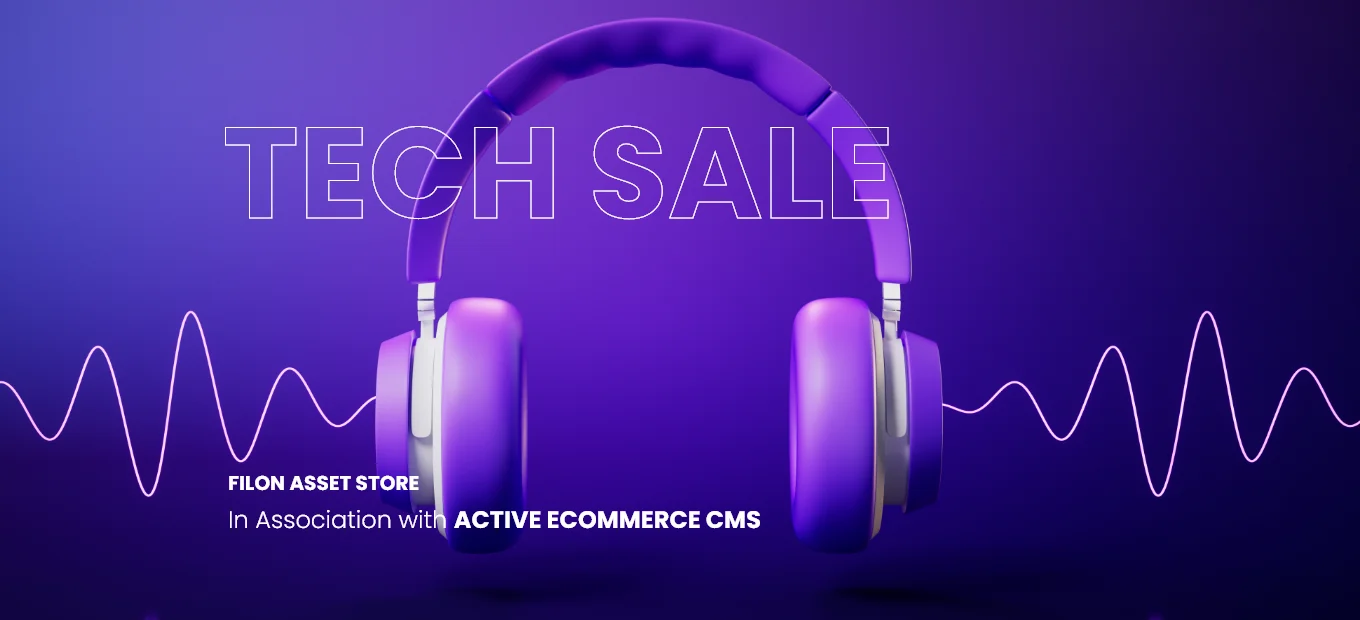 TECH SALE
FILON ASSET STORE
In Association with ACTIVE ECOMMERCE CMS